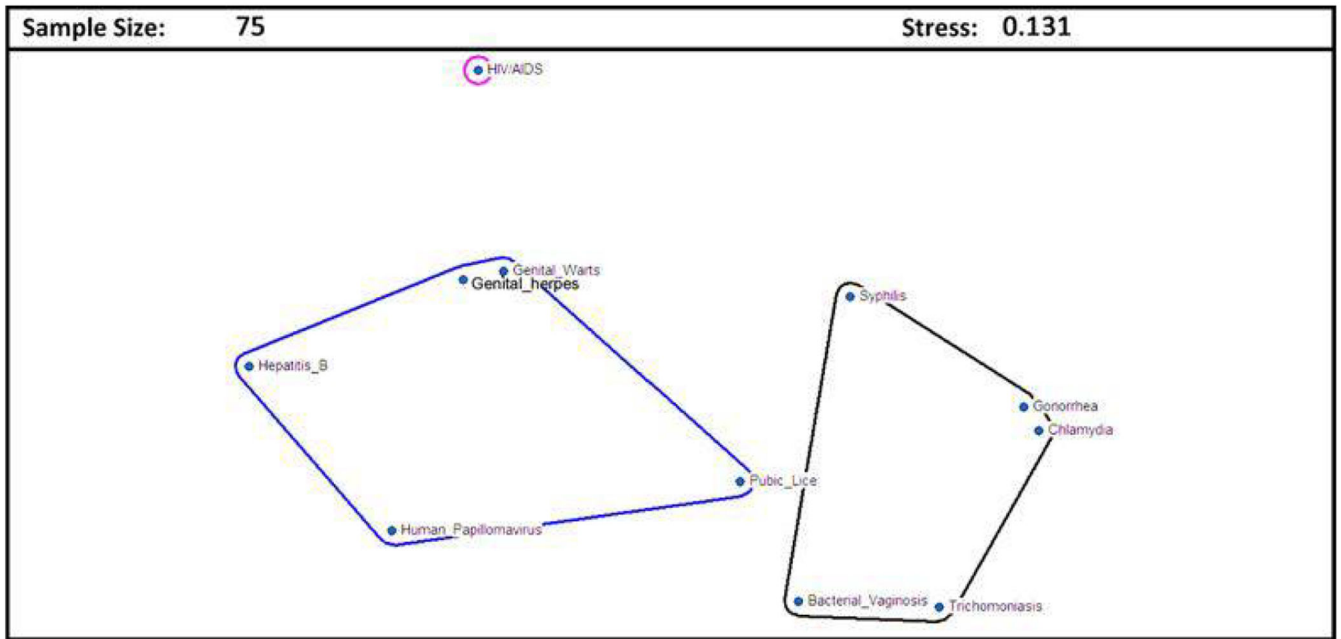 Sample Size: 75 Stress: 0.131
HIV/AIDS
Genital_Warts
Genital_herpes
Syphilis
Hepatitis_B
Gonorrhea
Chlamydia
Pubic_Lice
Human_Papillomavirus
Bacterial_Vaginosis
Trichomoniasis